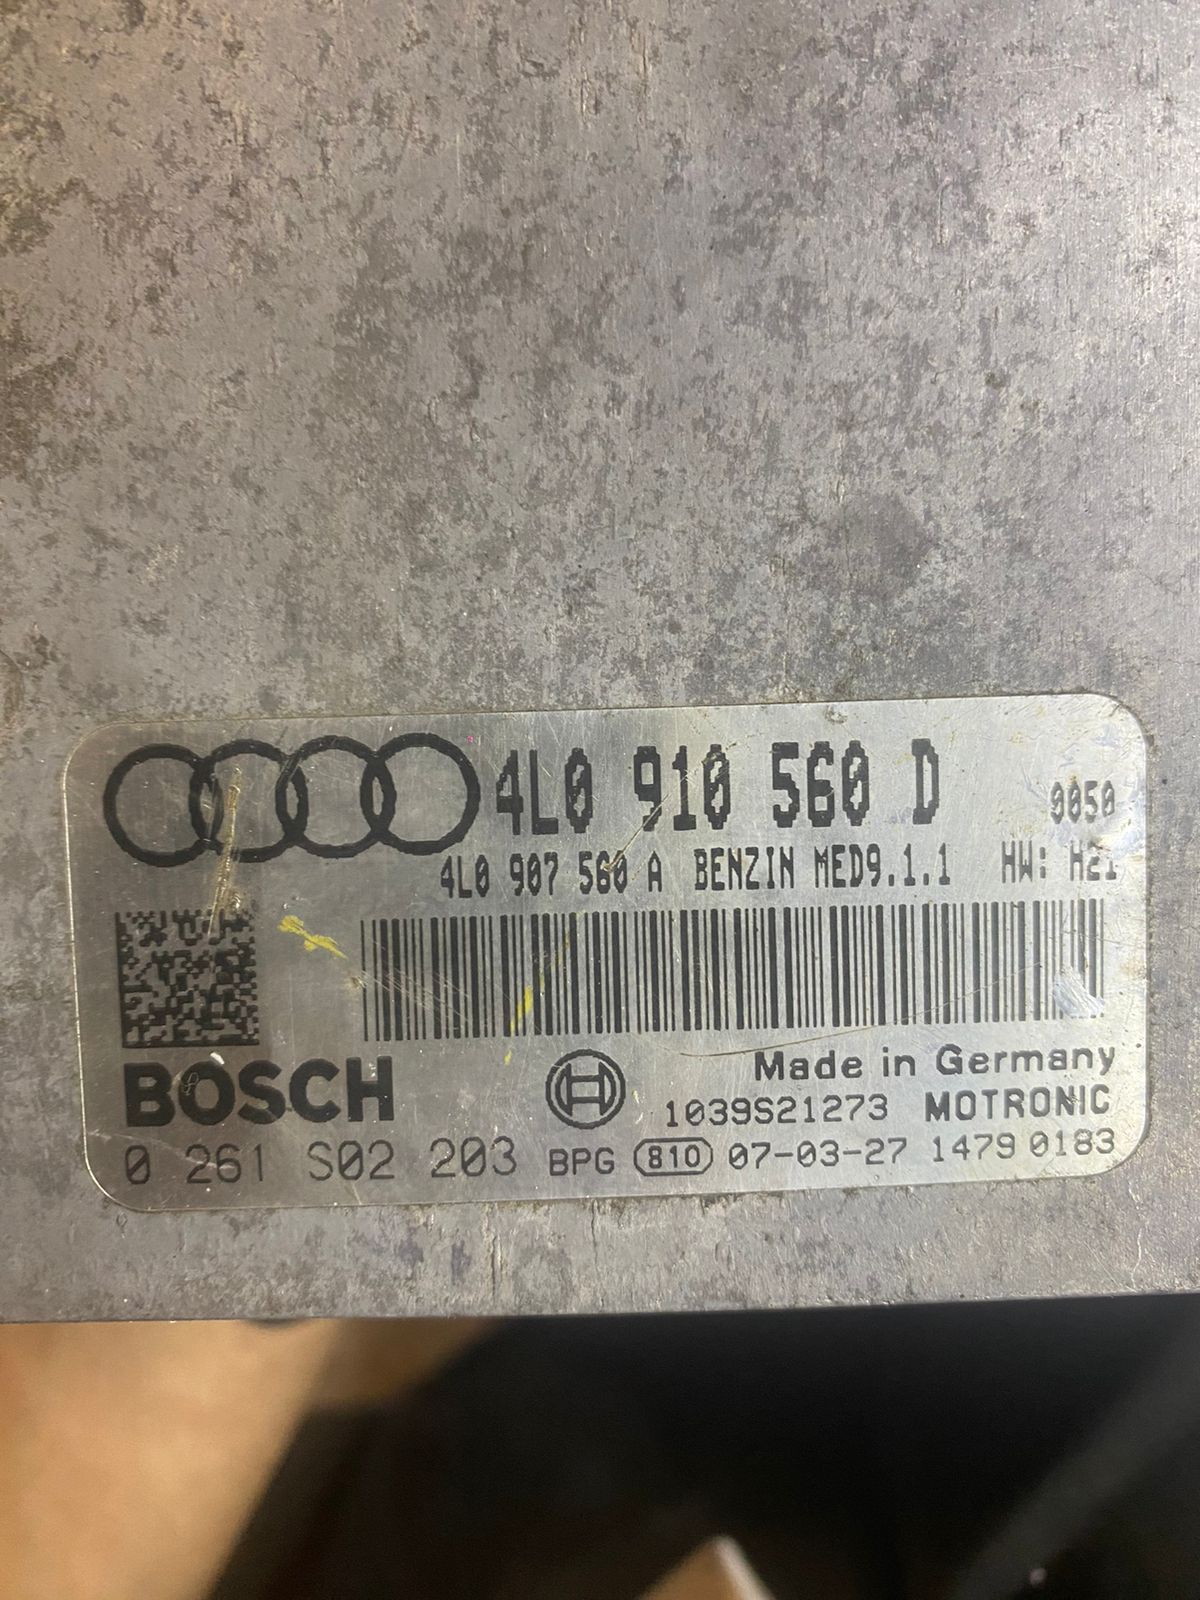 4L0 910 560 D 0050
4L0 907 560 A BENZIN MED9.1.1 HW: H21
Made in Germany
BOSCH 1039S21273 MOTRONIC
0 261 S02 203 BPG 810 07-03-27 1479 0183